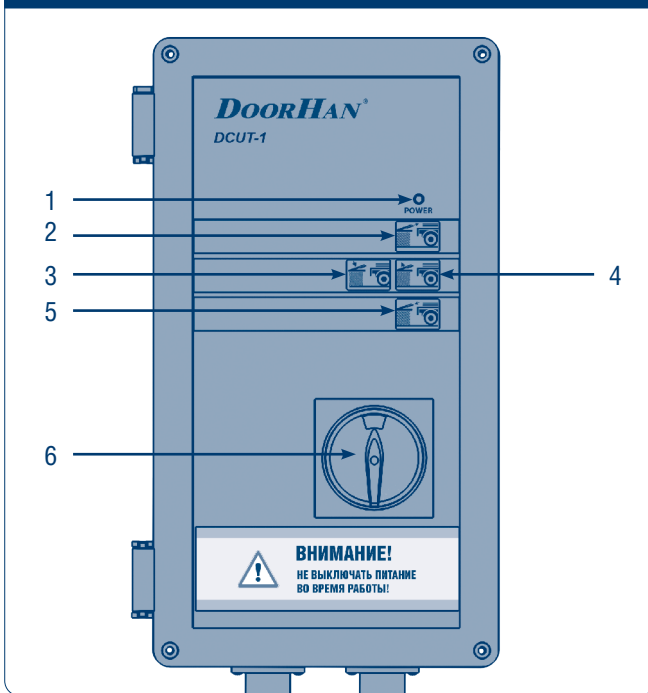 DOORHAN®
DCUT-1
1
POWER
2
3
4
5
6
ВНИМАНИЕ!
НЕ ВЫКЛЮЧАТЬ ПИТАНИЕ
ВО ВРЕМЯ РАБОТЫ!